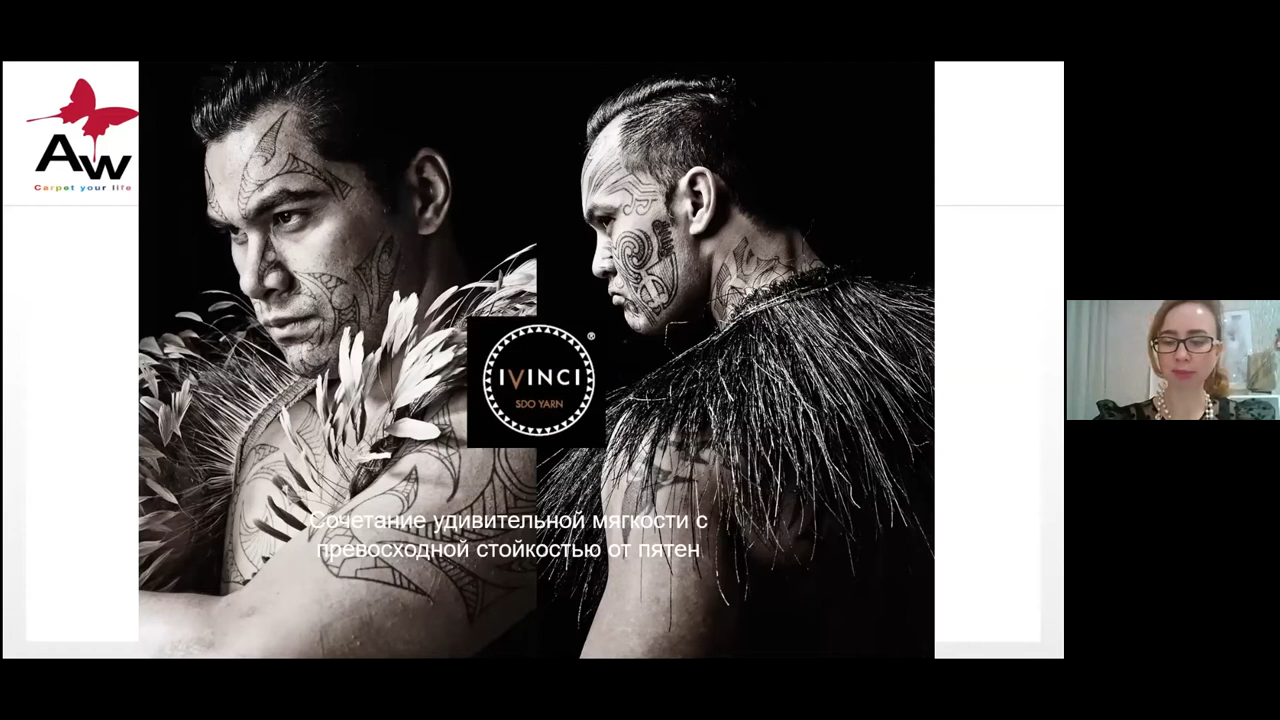 AW
Carpet your life
IVINCI
®
SDO YARN
Сочетание удивительной мягкости с
превосходной стойкостью от пятен